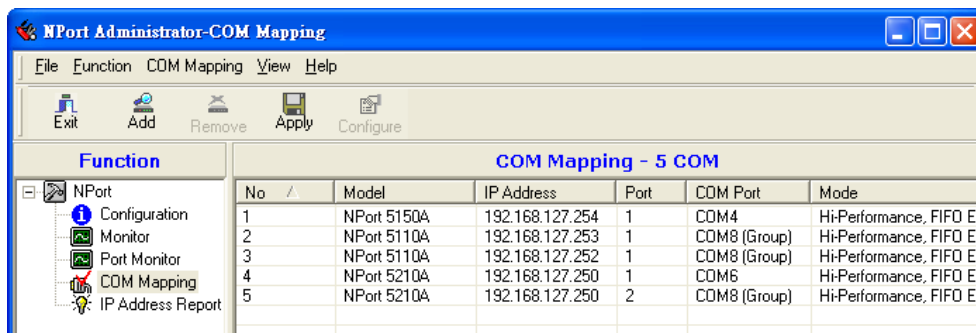 NPort Administrator-COM Mapping
File Function COM Mapping View Help
Exit Add Remove Apply Configure
Function
COM Mapping - 5 COM
NPort
Configuration
Monitor
Port Monitor
COM Mapping
IP Address Report
No Model IP Address Port COM Port Mode
1 NPort 5150A 192.168.127.254 1 COM4 Hi-Performance, FIFO E
2 NPort 5110A 192.168.127.253 1 COM8 (Group) Hi-Performance, FIFO E
3 NPort 5110A 192.168.127.252 1 COM8 (Group) Hi-Performance, FIFO E
4 NPort 5210A 192.168.127.250 1 COM6 Hi-Performance, FIFO E
5 NPort 5210A 192.168.127.250 2 COM8 (Group) Hi-Performance, FIFO E